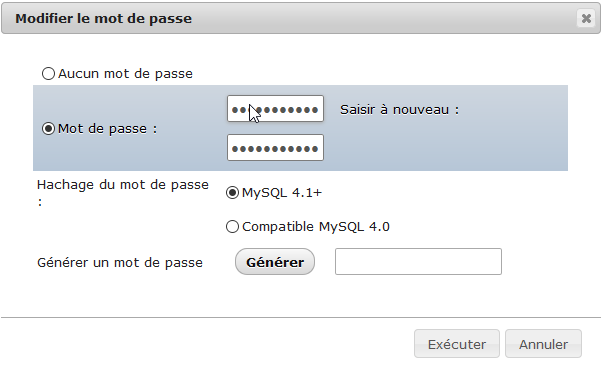 Modifier le mot de passe
Aucun mot de passe
Mot de passe :
●●●●●●●●●●● Saisir à nouveau :
●●●●●●●●●●●
Hachage du mot de passe
:
MySQL 4.1+
Compatible MySQL 4.0
Générer un mot de passe Générer
Exécuter Annuler